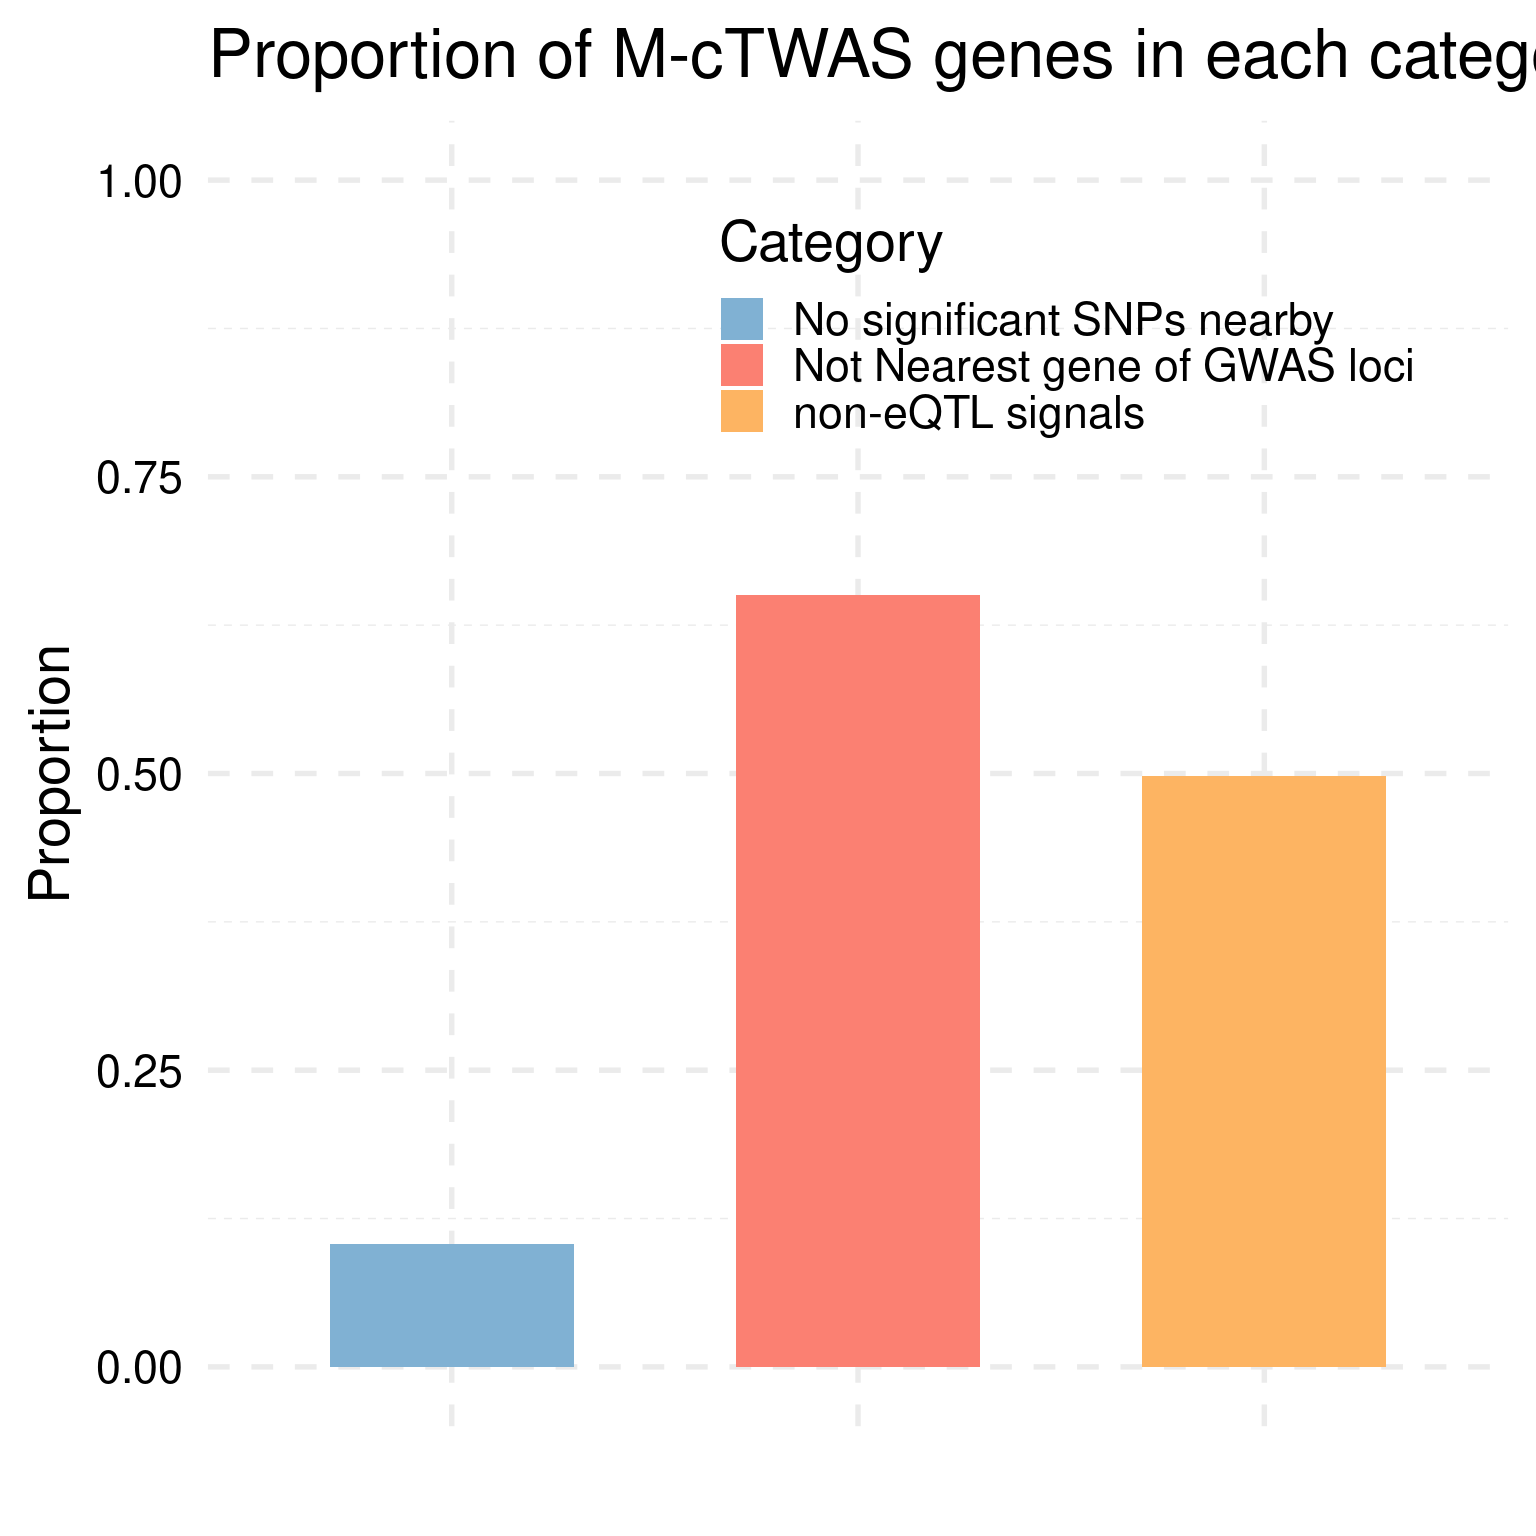 Proportion of M-cTWAS genes in each categ
1.00
Category
No significant SNPs nearby
Not Nearest gene of GWAS loci
non-eQTL signals
0.75
Proportion
0.50
0.25
0.00